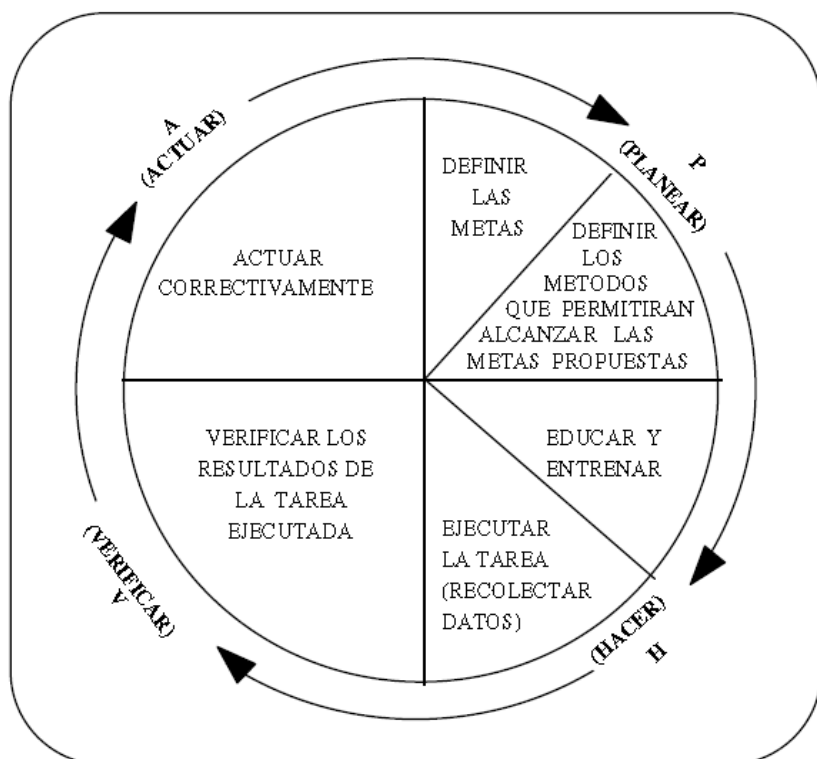 A
(ACTUAR)
P
(PLANEAR)
DEFINIR
LAS
METAS
DEFINIR
LOS
METODOS
QUE PERMITIRAN
ALCANZAR LAS
METAS PROPUESTAS
ACTUAR
CORRECTIVAMENTE
VERIFICAR LOS
RESULTADOS DE
LA TAREA
EJECUTADA
EDUCAR Y
ENTRENAR
EJECUTAR
LA TAREA
(RECOLECTAR
DATOS)
(VERIFICAR)
V
(HACER)
H